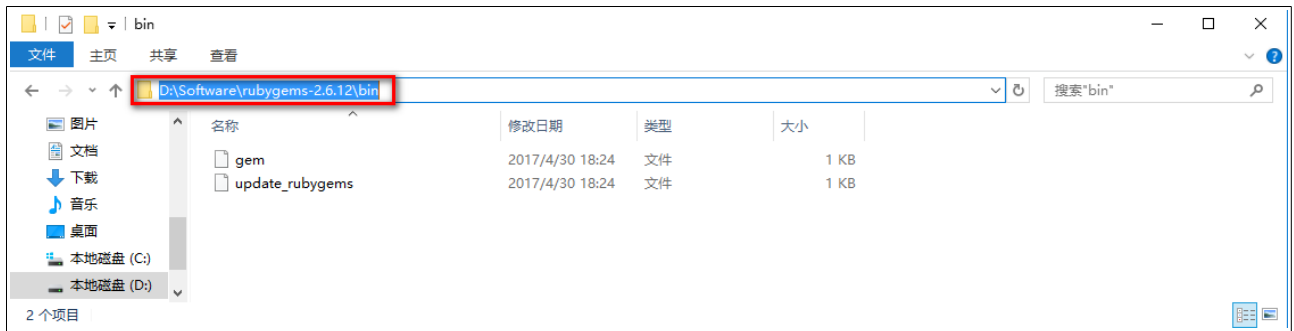 bin
文件 主页 共享 查看
D:\Software\rubygems-2.6.12\bin 搜索"bin"
图片
文档
下载
音乐
桌面
本地磁盘 (C:)
本地磁盘 (D:)
名称 修改日期 类型 大小
gem 2017/4/30 18:24 文件 1 KB
update_rubygems 2017/4/30 18:24 文件 1 KB
2 个项目